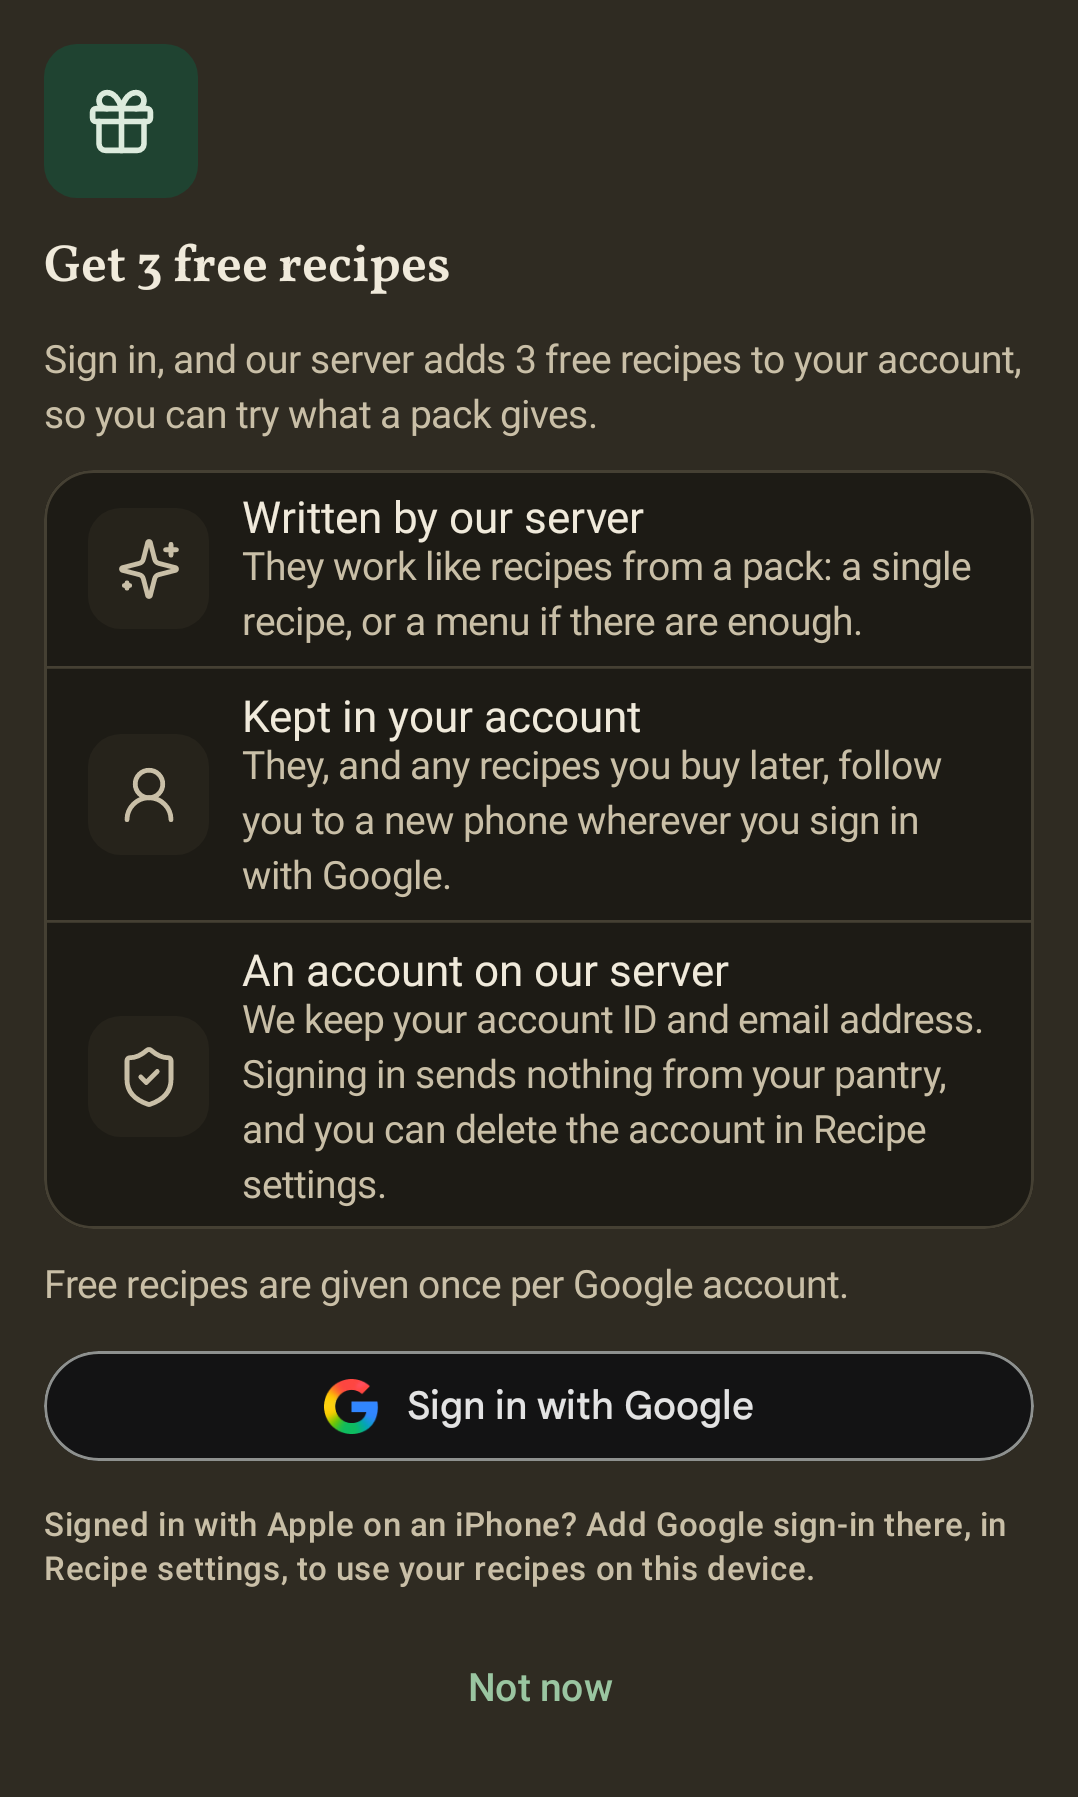 Get 3 free recipes
Sign in, and our server adds 3 free recipes to your account,
so you can try what a pack gives.
Written by our server
They work like recipes from a pack: a single
recipe, or a menu if there are enough.
Kept in your account
They, and any recipes you buy later, follow
you to a new phone wherever you sign in
with Google.
An account on our server
We keep your account ID and email address.
Signing in sends nothing from your pantry,
and you can delete the account in Recipe
settings.
Free recipes are given once per Google account.
Sign in with Google
Signed in with Apple on an iPhone? Add Google sign-in there, in
Recipe settings, to use your recipes on this device.
Not now